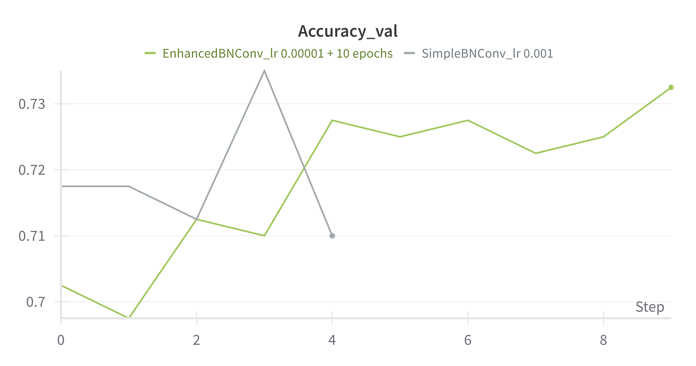 Accuracy_val
EnhancedBNConv_lr 0.00001 + 10 epochs SimpleBNConv_lr 0.001
0.73
0.72
0.71
0.7
Step
0 2 4 6 8